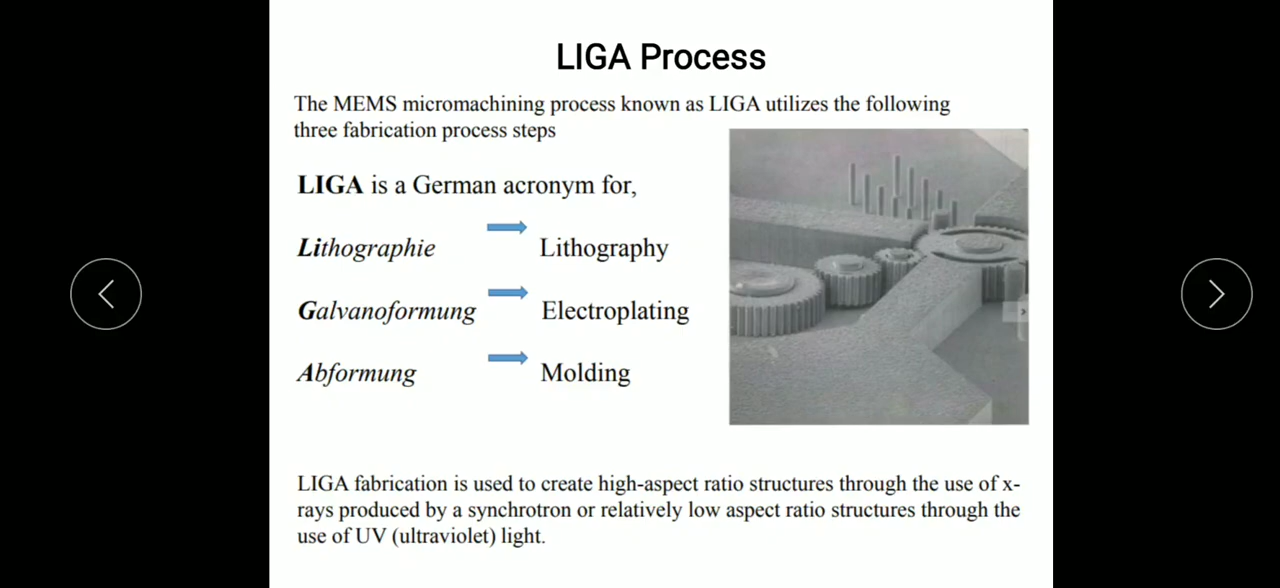 LIGA Process
The MEMS micromachining process known as LIGA utilizes the following
three fabrication process steps
LIGA is a German acronym for,
Lithographie Lithography
Galvanoformung Electroplating
Abformung Molding
LIGA fabrication is used to create high-aspect ratio structures through the use of x-
rays produced by a synchrotron or relatively low aspect ratio structures through the
use of UV (ultraviolet) light.